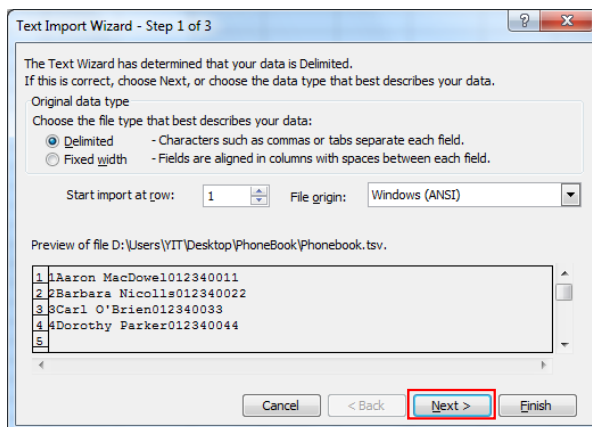 Text Import Wizard - Step 1 of 3
The Text Wizard has determined that your data is Delimited.
If this is correct, choose Next, or choose the data type that best describes your data.
Original data type
Choose the file type that best describes your data:
Delimited - Characters such as commas or tabs separate each field.
Fixed width - Fields are aligned in columns with spaces between each field.
Start import at row: 1 File origin: Windows (ANSI)
Preview of file D:\Users\YIT\Desktop\PhoneBook\Phonebook.tsv.
1 1Aaron MacDowel012340011
2 2Barbara Nicolls012340022
3 3Carl O'Brien012340033
4 4Dorothy Parker012340044
5
Cancel < Back Next > Finish